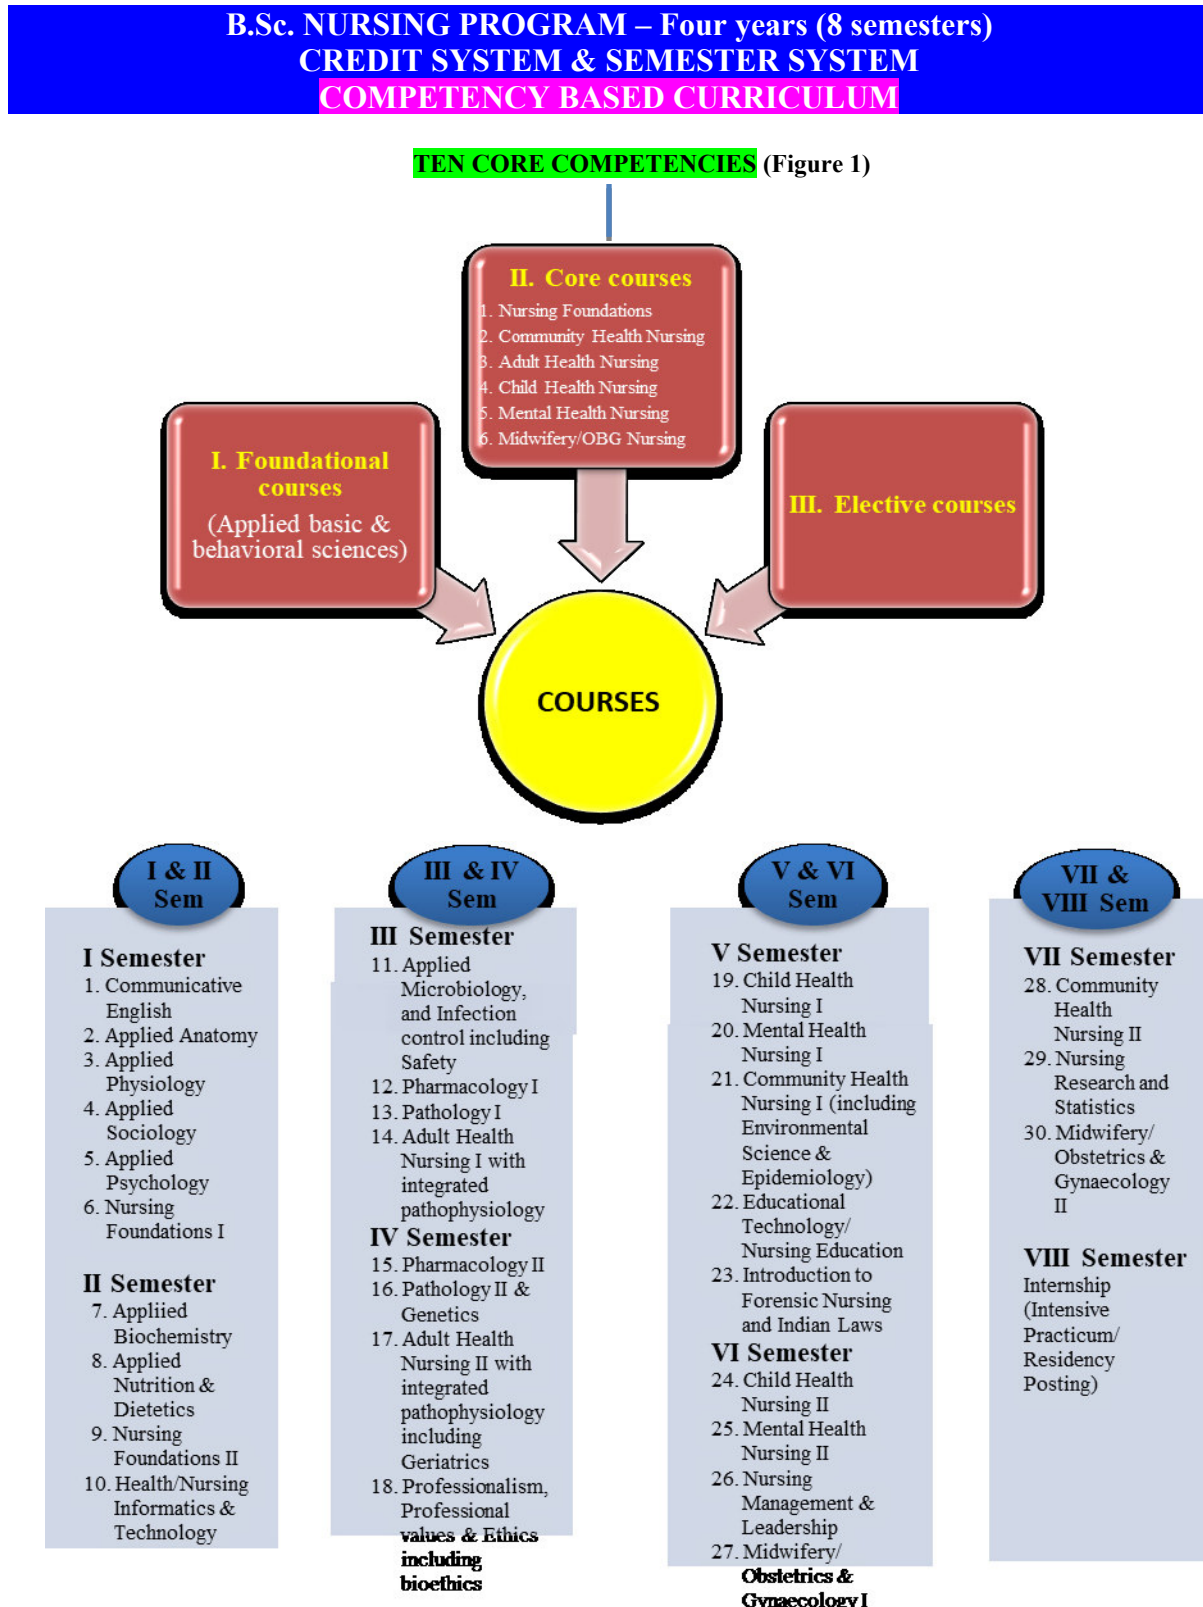 B.Sc. NURSING PROGRAM – Four years (8 semesters)
CREDIT SYSTEM & SEMESTER SYSTEM
COMPETENCY BASED CURRICULUM
TEN CORE COMPETENCIES (Figure 1)
II. Core courses
1. Nursing Foundations
2. Community Health Nursing
3. Adult Health Nursing
4. Child Health Nursing
5. Mental Health Nursing
6. Midwifery/OBG Nursing
I. Foundational
courses
(Applied basic &
behavioral sciences)
III. Elective courses
COURSES
I & II
Sem
I Semester
1. Communicative
English
2. Applied Anatomy
3. Applied
Physiology
4. Applied
Sociology
5. Applied
Psychology
6. Nursing
Foundations I
II Semester
7. Appliied
Biochemistry
8. Applied
Nutrition &
Dietetics
9. Nursing
Foundations II
10. Health/Nursing
Informatics &
Technology
III & IV
Sem
III Semester
11. Applied
Microbiology,
and Infection
control including
Safety
12. Pharmacology I
13. Pathology I
14. Adult Health
Nursing I with
integrated
pathophysiology
IV Semester
15. Pharmacology II
16. Pathology II &
Genetics
17. Adult Health
Nursing II with
integrated
pathophysiology
including
Geriatrics
18. Professionalism,
Professional
values & Ethics
including
bioethics
V & VI
Sem
V Semester
19. Child Health
Nursing I
20. Mental Health
Nursing I
21. Community Health
Nursing I (including
Environmental
Science &
Epidemiology)
22. Educational
Technology/
Nursing Education
23. Introduction to
Forensic Nursing
and Indian Laws
VI Semester
24. Child Health
Nursing II
25. Mental Health
Nursing II
26. Nursing
Management &
Leadership
27. Midwifery/
Obstetrics &
Gynaecology I
VII &
VIII Sem
VII Semester
28. Community
Health
Nursing II
29. Nursing
Research and
Statistics
30. Midwifery/
Obstetrics &
Gynaecology
II
VIII Semester
Internship
(Intensive
Practicum/
Residency
Posting)